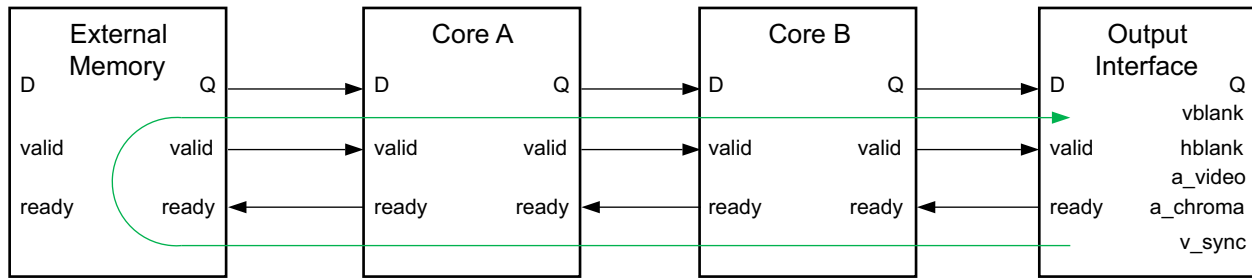 External
Memory
D
Q
valid
valid
ready
ready
Core A
D
Q
valid
valid
ready
ready
Core B
D
Q
valid
valid
ready
ready
Output
Interface
D
Q
vblank
valid
hblank
a_video
ready
a_chroma
v_sync